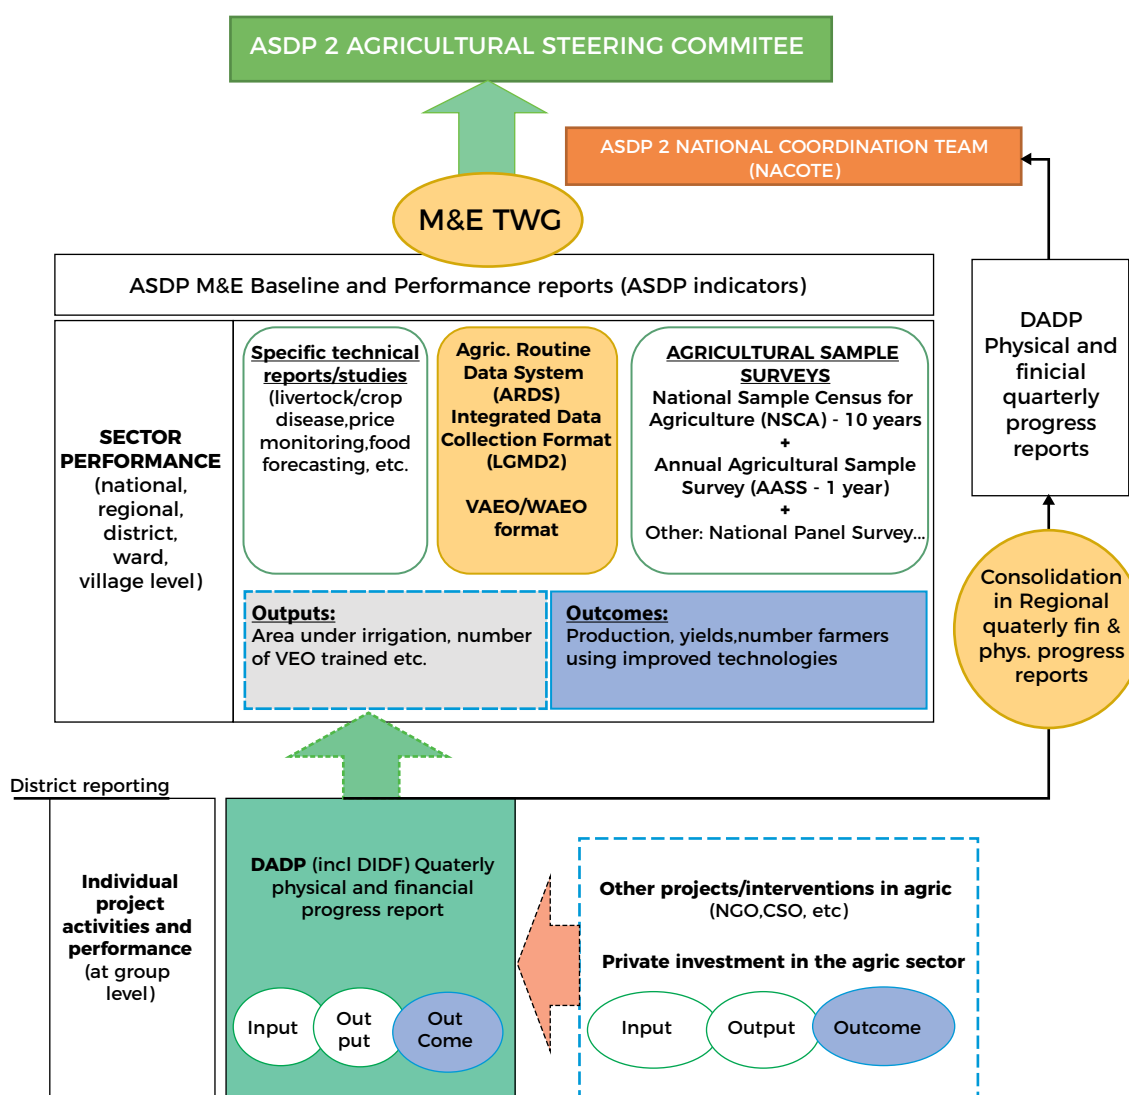 ASDP 2 AGRICULTURAL STEERING COMMITEE
ASDP 2 NATIONAL COORDINATION TEAM
(NACOTE)
M&E TWG
ASDP M&E Baseline and Performance reports (ASDP indicators)
SECTOR
PERFORMANCE
(national,
regional,
district,
ward,
village level)
Specific technical
reports/studies
(livertock/crop
disease,price
monitoring,food
forecasting, etc.
Agric. Routine
Data System
(ARDS)
Integrated Data
Collection Format
(LGMD2)
VAEO/WAEO
format
AGRICULTURAL SAMPLE
SURVEYS
National Sample Census for
Agriculture (NSCA) - 10 years
+
Annual Agricultural Sample
Survey (AASS - 1 year)
+
Other: National Panel Survey...
Outputs:
Area under irrigation, number
of VEO trained etc.
Outcomes:
Production, yields,number farmers
using improved technologies
DADP
Physical and
finicial
quarterly
progress
reports
Consolidation
in Regional
quaterly fin &
phys. progress
reports
District reporting
Individual
project
activities and
performance
(at group
level)
DADP (incl DIDF) Quaterly
physical and financial
progress report
Input
Out
put
Out
Come
Other projects/interventions in agric
(NGO,CSO, etc)
Private investment in the agric sector
Input
Output
Outcome